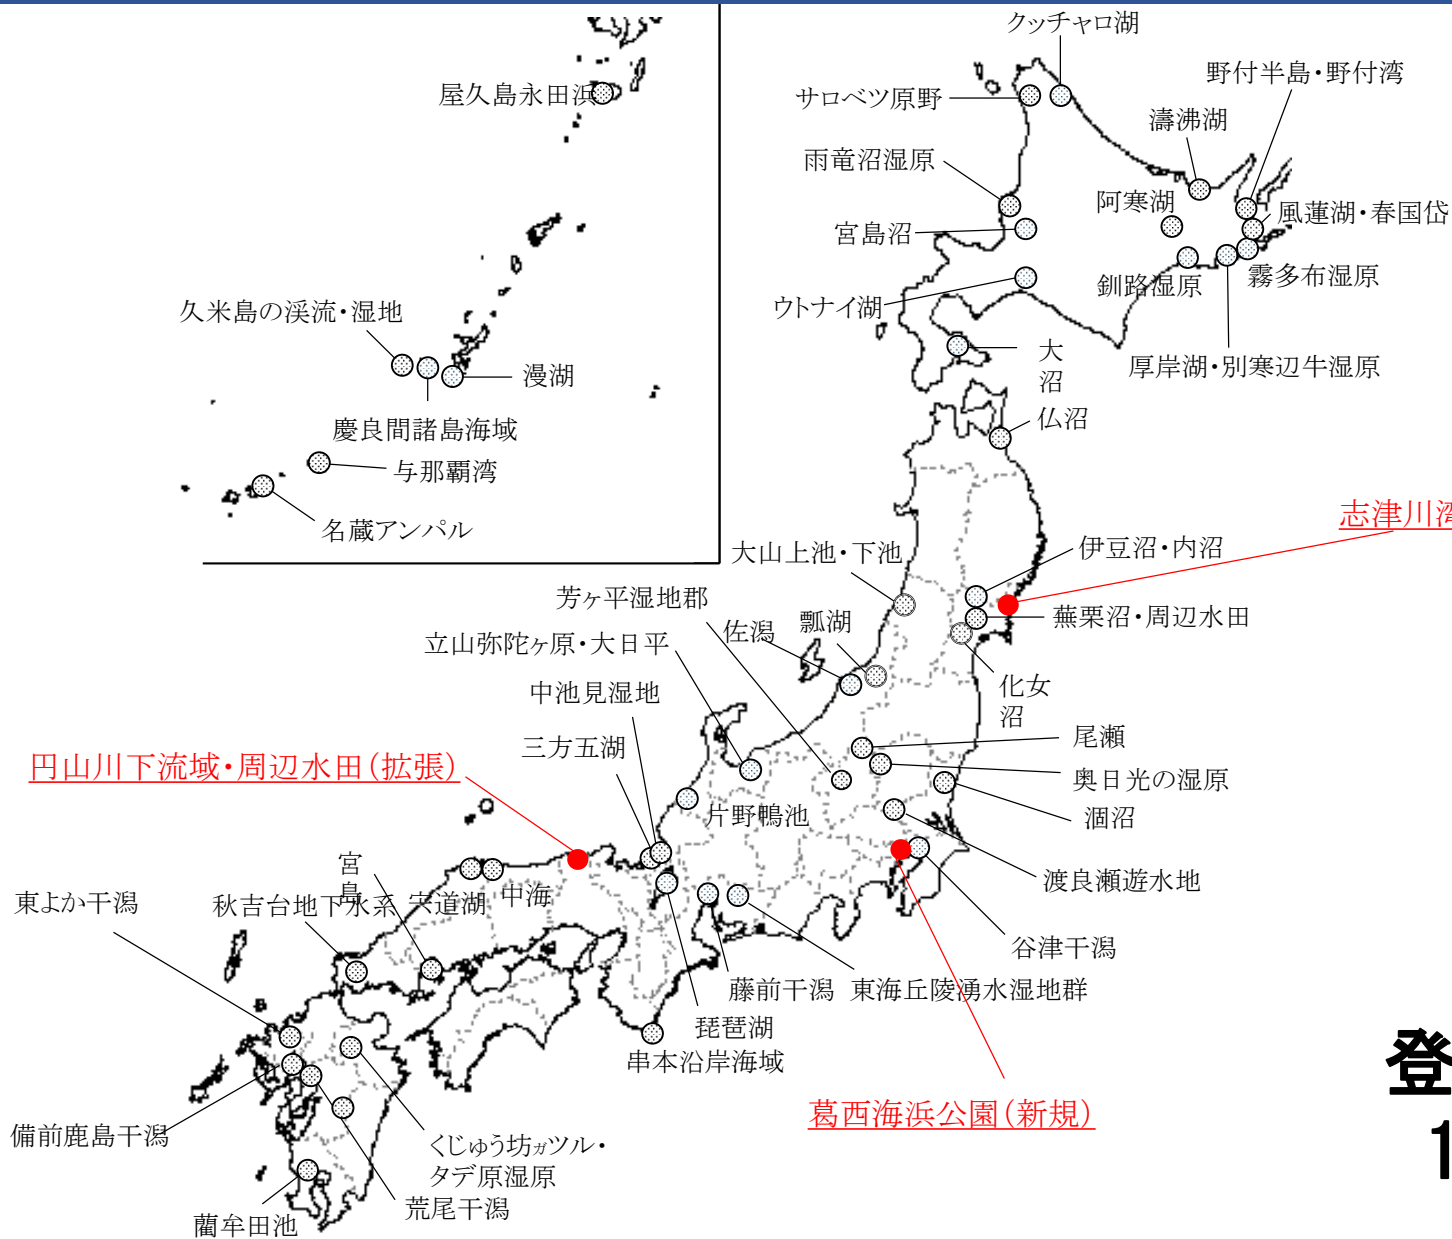 クッチャロ湖
屋久島永田浜
サロベツ原野
野付半島・野付湾
濤沸湖
雨竜沼湿原
阿寒湖
風蓮湖・春国岱
宮島沼
霧多布湿原
釧路湿原
久米島の渓流・湿地
ウトナイ湖
大
沼
厚岸湖・別寒辺牛湿原
漫湖
慶良間諸島海域
仏沼
与那覇湾
名蔵アンパル
志津川湾
大山上池・下池
伊豆沼・内沼
芳ヶ平湿地郡
蕪栗沼・周辺水田
佐潟
瓢湖
立山弥陀ヶ原・大日平
化女
沼
中池見湿地
三方五湖
尾瀬
円山川下流域・周辺水田(拡張)
奥日光の湿原
片野鴨池
涸沼
宮
島
渡良瀬遊水地
東よか干潟
秋吉台地下水系
宍道湖
中海
谷津干潟
藤前干潟
東海丘陵湧水湿地群
琵琶湖
串本沿岸海域
登
葛西海浜公園(新規)
備前鹿島干潟
くじゅう坊ガツル・
タデ原湿原
1
荒尾干潟
藺牟田池